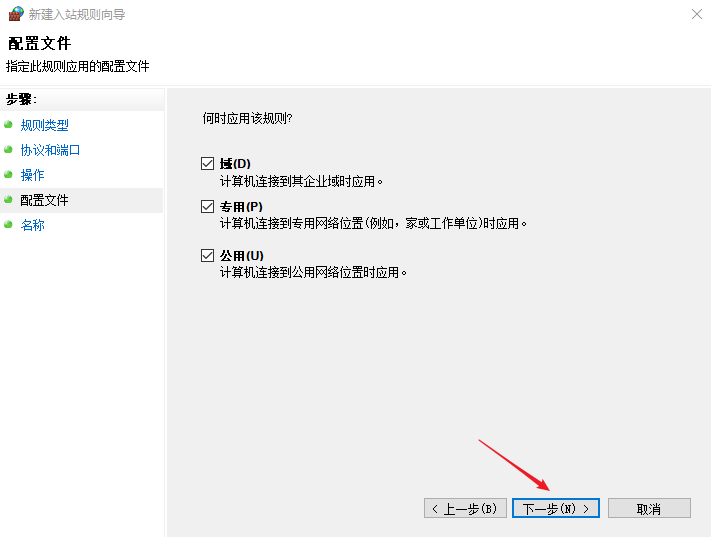 新建入站规则向导
配置文件
指定此规则应用的配置文件
步骤:
规则类型
协议和端口
操作
配置文件
名称
何时应用该规则?
域(D)
计算机连接到其企业域时应用。
专用(P)
计算机连接到专用网络位置(例如，家或工作单位)时应用。
公用(U)
计算机连接到公用网络位置时应用。
< 上一步(B)
下一步(N) >
取消